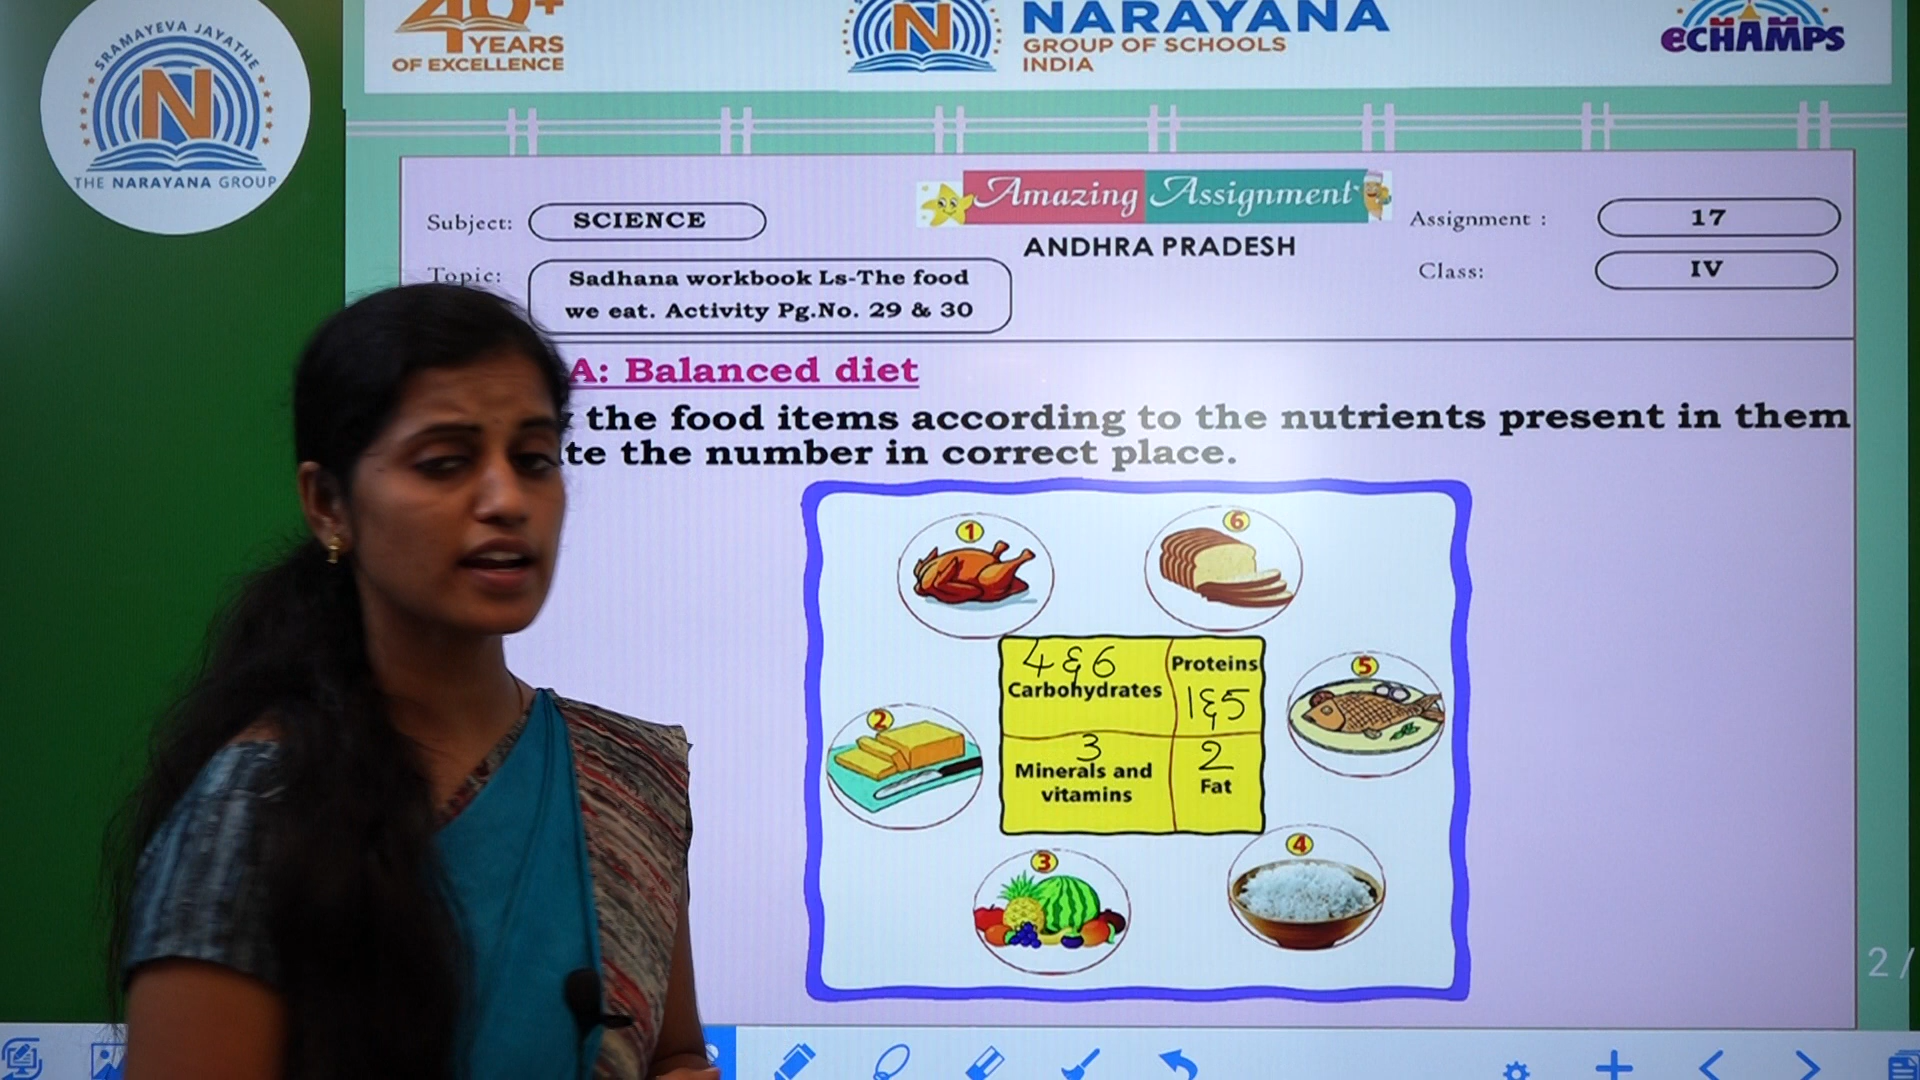 SRAMAYEVA JAYATHE
N
THE NARAYANA GROUP
40+
YEARS
OF EXCELLENCE
N
NARAYANA
GROUP OF SCHOOLS
INDIA
eCHAMPS
Amazing Assignment
ANDHRA PRADESH
Subject: SCIENCE
Assignment : 17
Topic: Sadhana workbook Ls-The food
we eat. Activity Pg.No. 29 & 30
Class: IV
A: Balanced diet
the food items according to the nutrients present in them
te the number in correct place.
1
6
4 & 6
Carbohydrates
Proteins
1 & 5
5
2
3
Minerals and
vitamins
2
Fat
3
4
2 /